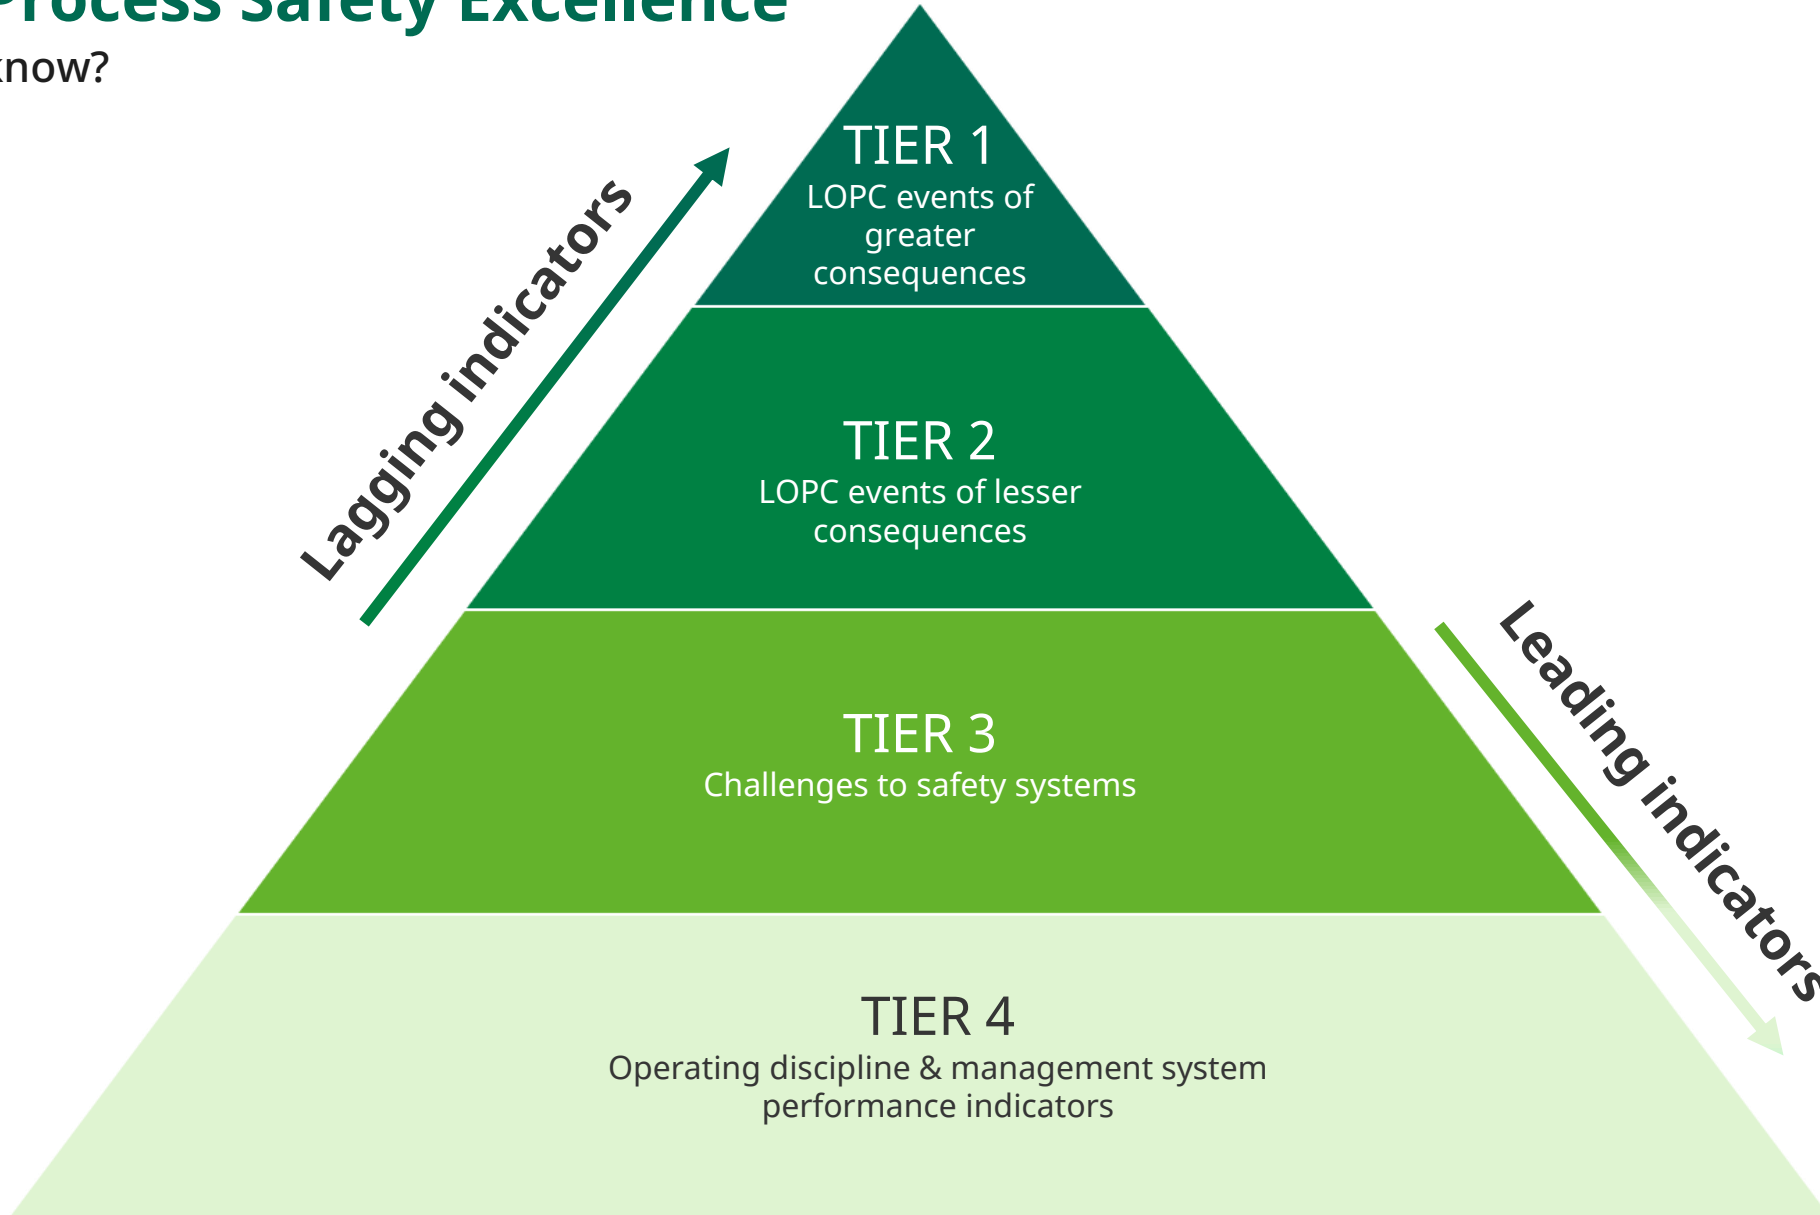 Process Safety Excellence
know?
TIER 1
LOPC events of
greater
consequences
Lagging indicators
TIER 2
LOPC events of lesser
consequences
TIER 3
Challenges to safety systems
Leading indicators
TIER 4
Operating discipline & management system
performance indicators